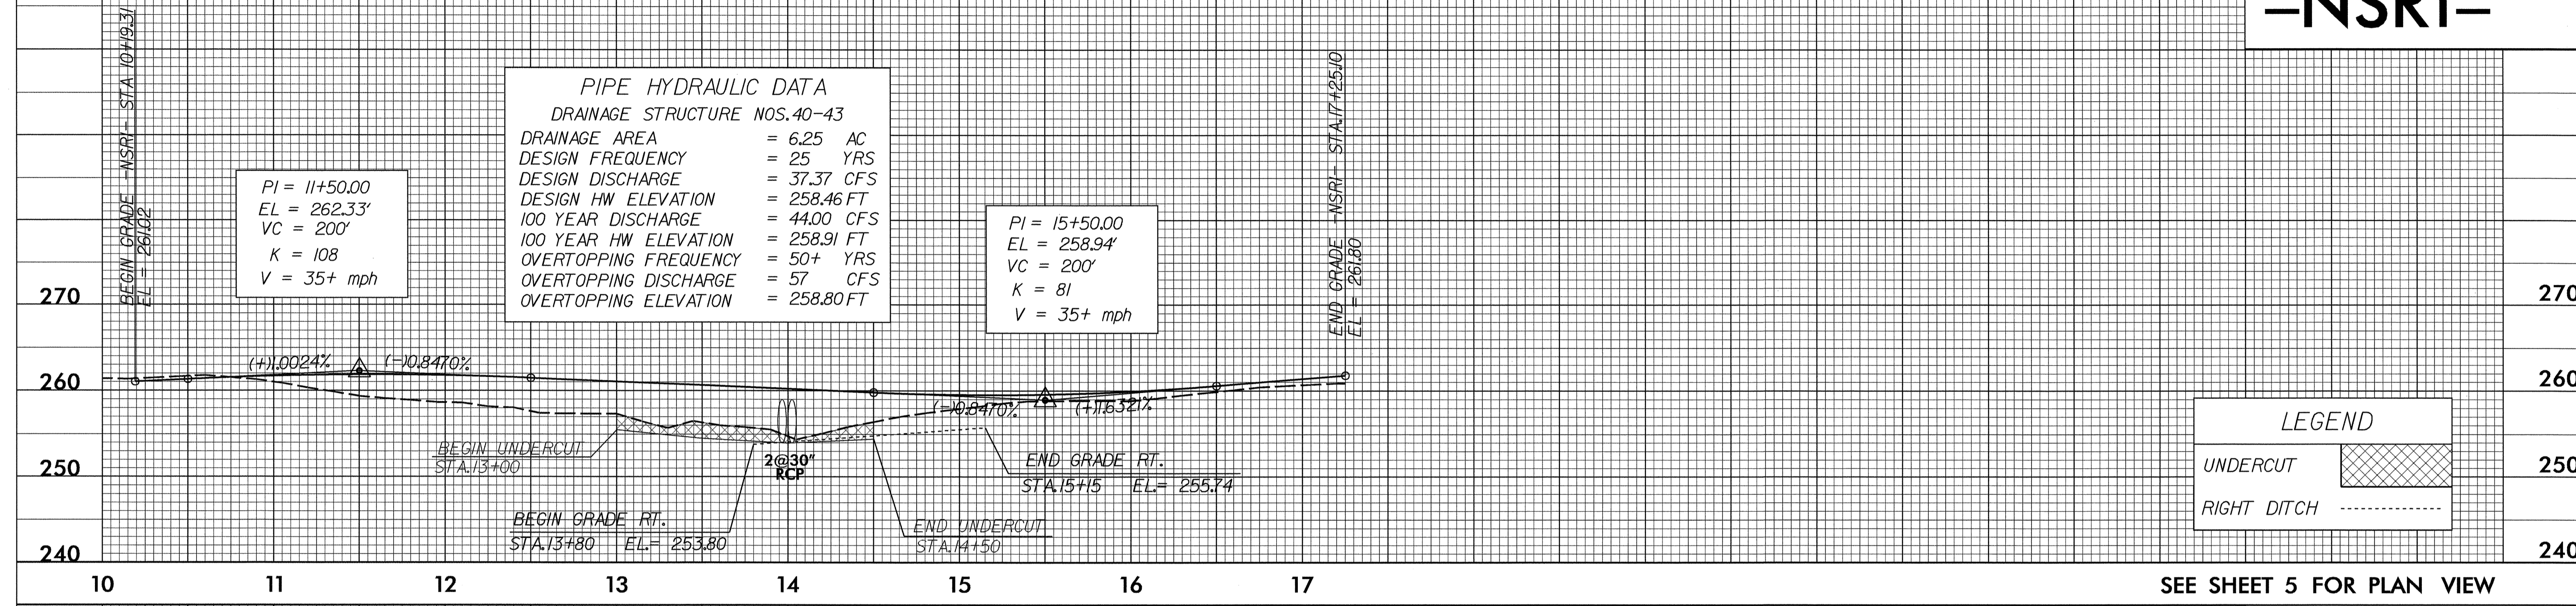 -NSR1-
BEGIN GRADE -NSR1- STA 10+19.31
EL = 261.02
PI = 11+50.00
EL = 262.33'
VC = 200'
K = 108
V = 35+ mph
PIPE HYDRAULIC DATA
DRAINAGE STRUCTURE NOS. 40-43
DRAINAGE AREA = 6.25 AC
DESIGN FREQUENCY = 25 YRS
DESIGN DISCHARGE = 37.37 CFS
DESIGN HW ELEVATION = 258.46 FT
100 YEAR DISCHARGE = 44.00 CFS
100 YEAR HW ELEVATION = 258.91 FT
OVERTOPPING FREQUENCY = 50+ YRS
OVERTOPPING DISCHARGE = 57 CFS
OVERTOPPING ELEVATION = 258.80 FT
PI = 15+50.00
EL = 258.94'
VC = 200'
K = 81
V = 35+ mph
END GRADE -NSR1- STA.17+25.10
EL = 261.80
270 270
(+)1.0024% (-)0.8470%
260 260
(-)0.8470% (+)1.6321%
BEGIN UNDERCUT
STA.13+00
2@30"
RCP
END GRADE RT.
STA.15+15 EL.= 255.74
250 250
BEGIN GRADE RT.
STA.13+80 EL.= 253.80
END UNDERCUT
STA.14+50
LEGEND
UNDERCUT
RIGHT DITCH
240 240
10 11 12 13 14 15 16 17
SEE SHEET 5 FOR PLAN VIEW